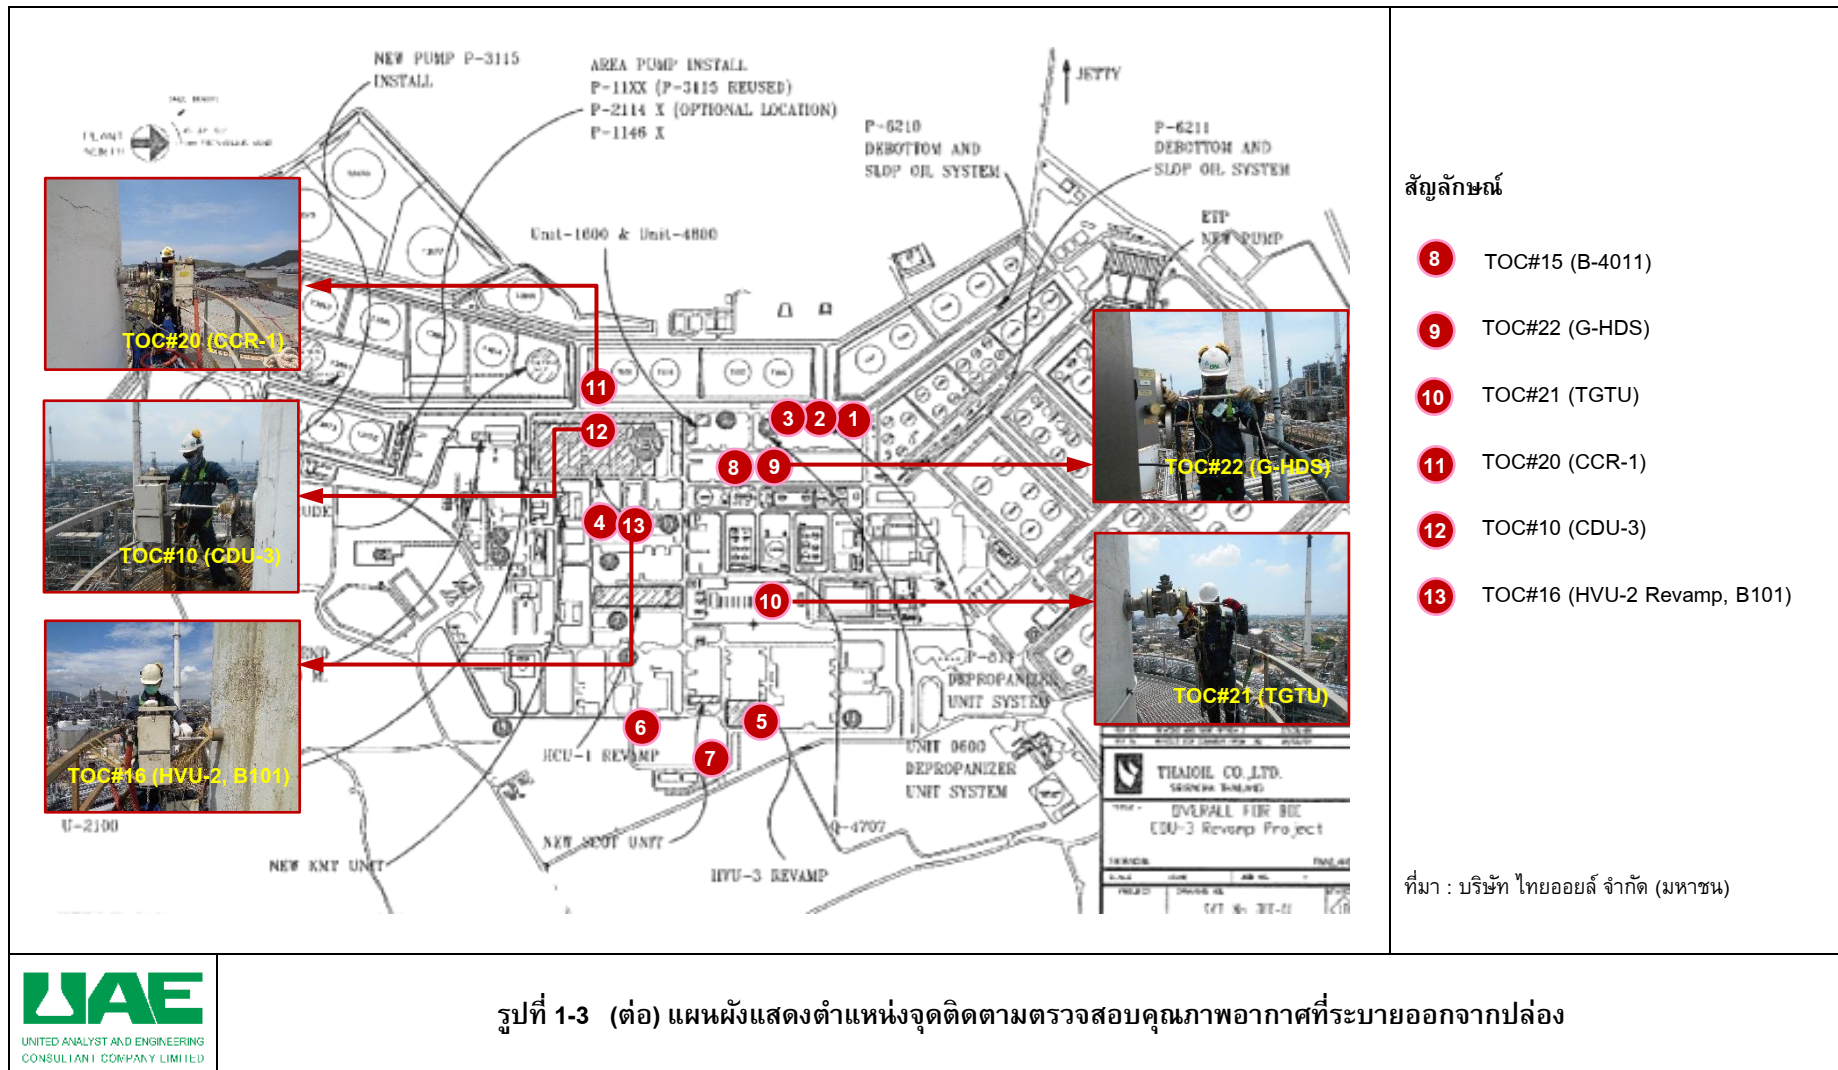 NEW PUMP P-3115
INSTALL
AREA PUMP INSTALL
P-11XX (P-3115 REUSED)
P-2114 X (OPTIONAL LOCATION)
P-1146 X
JETTY
P-6210
DEBOTTOM AND
SLOP OIL SYSTEM
P-6211
DEBOTTOM AND
SLOP OIL SYSTEM
PLANT
NORTH
ETP
NEW PUMP
Unit-1600 & Unit-4800
TOC#20 (CCR-1)
TOC#10 (CDU-3)
TOC#16 (HVU-2, B101)
TOC#22 (G-HDS)
TOC#21 (TGTU)
11
12
3
2
1
8
9
4
13
10
6
5
7
DEPROPANIZER
UNIT SYSTEM
HCU-1 REVAMP
UNIT 0600
DEPROPANIZER
UNIT SYSTEM
U-2100
NEW SCOT UNIT
Q-4707
NEW KMT UNIT
HVU-3 REVAMP
THAIOIL CO.,LTD.
SRIRACHA THAILAND
OVERALL FOR BOI
CDU-3 Revamp Project
สัญลักษณ์
8 TOC#15 (B-4011)
9 TOC#22 (G-HDS)
10 TOC#21 (TGTU)
11 TOC#20 (CCR-1)
12 TOC#10 (CDU-3)
13 TOC#16 (HVU-2 Revamp, B101)
ที่มา : บริษัท ไทยออยล์ จำกัด (มหาชน)
UAE
UNITED ANALYST AND ENGINEERING
CONSULTANT COMPANY LIMITED
รูปที่ 1-3 (ต่อ) แผนผังแสดงตำแหน่งจุดติดตามตรวจสอบคุณภาพอากาศที่ระบายออกจากปล่อง